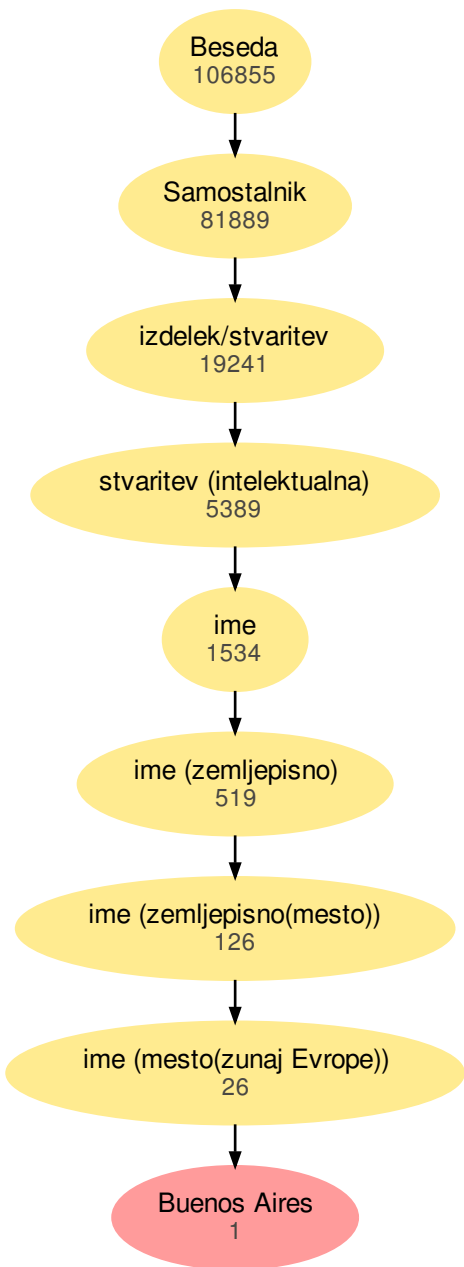 Beseda
106855
Samostalnik
81889
izdelek/stvaritev
19241
stvaritev (intelektualna)
5389
ime
1534
ime (zemljepisno)
519
ime (zemljepisno(mesto))
126
ime (mesto(zunaj Evrope))
26
Buenos Aires
1